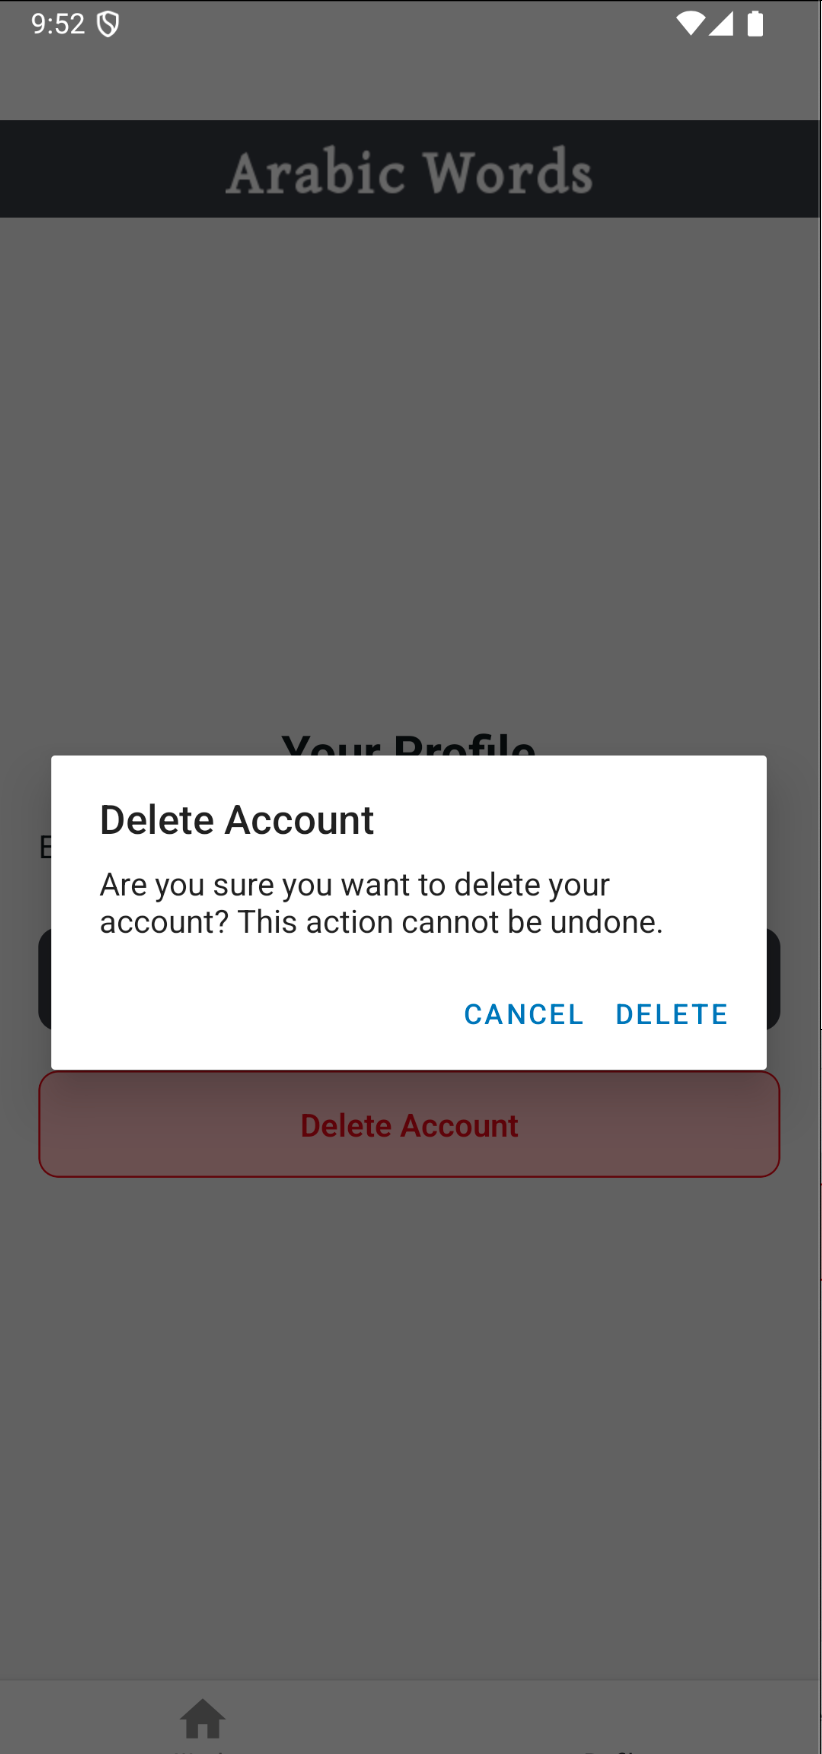 9:52
Arabic Words
Your Profile
Delete Account
Are you sure you want to delete your
account? This action cannot be undone.
CANCEL DELETE
Delete Account